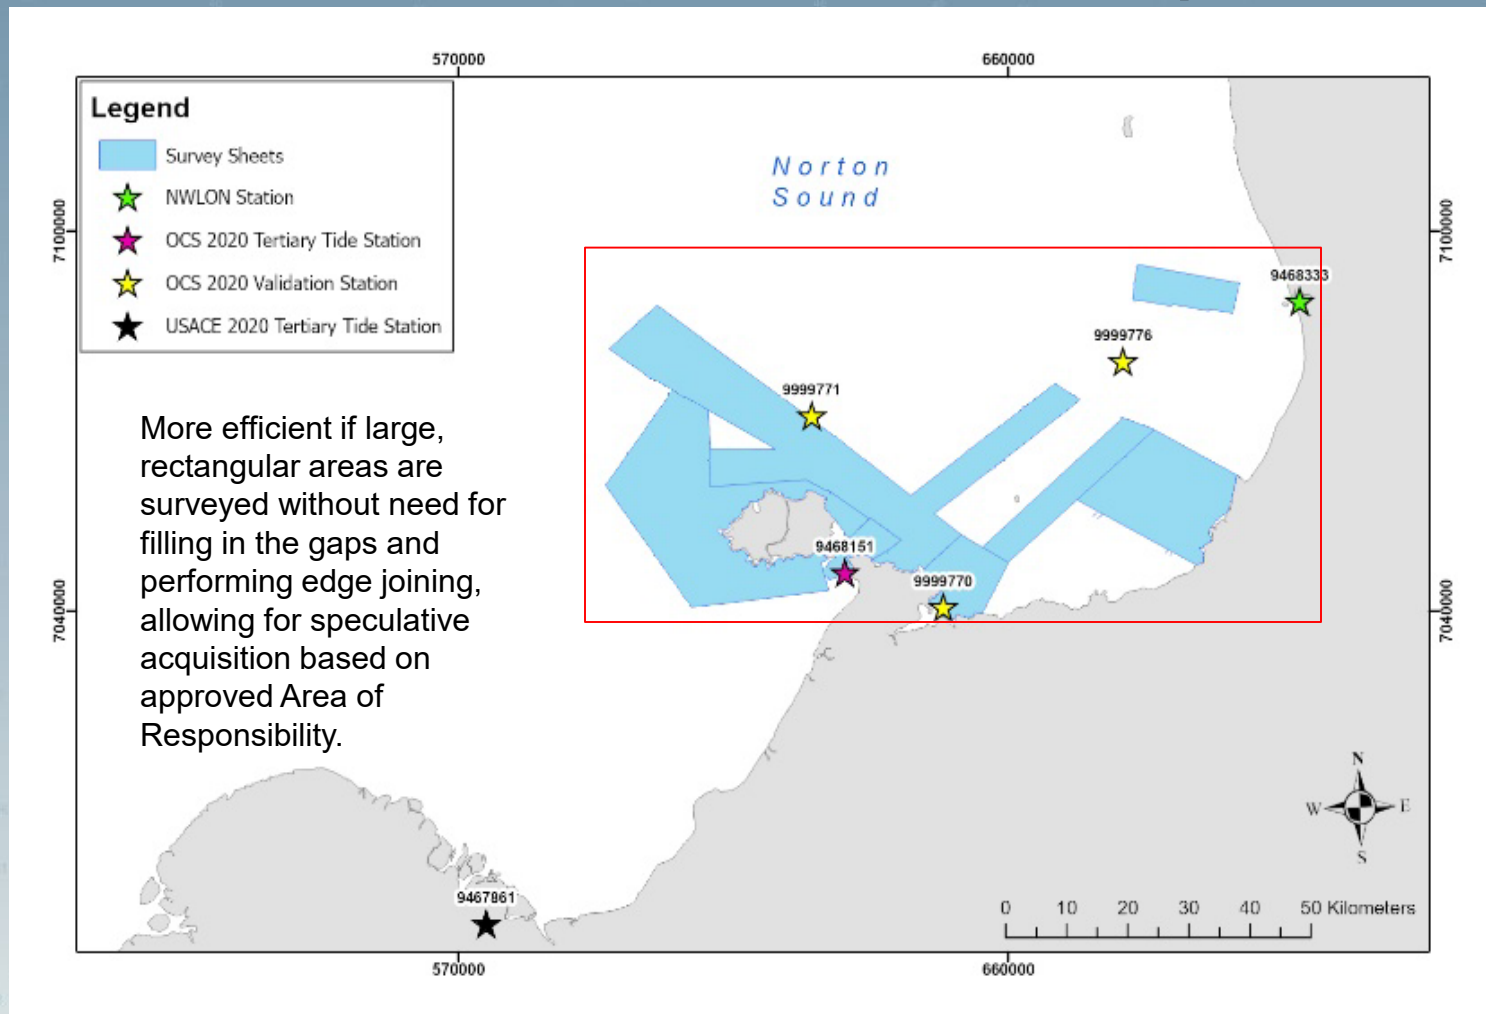 570000
660000
Legend
Survey Sheets
NWLON Station
OCS 2020 Tertiary Tide Station
OCS 2020 Validation Station
USACE 2020 Tertiary Tide Station
Norton
Sound
7100000
7100000
9468333
9999776
9999771
More efficient if large,
rectangular areas are
surveyed without need for
filling in the gaps and
performing edge joining,
allowing for speculative
acquisition based on
approved Area of
Responsibility.
9468151
9999770
7040000
7040000
N
W
E
S
9467861
0 10 20 30 40 50 Kilometers
570000
660000